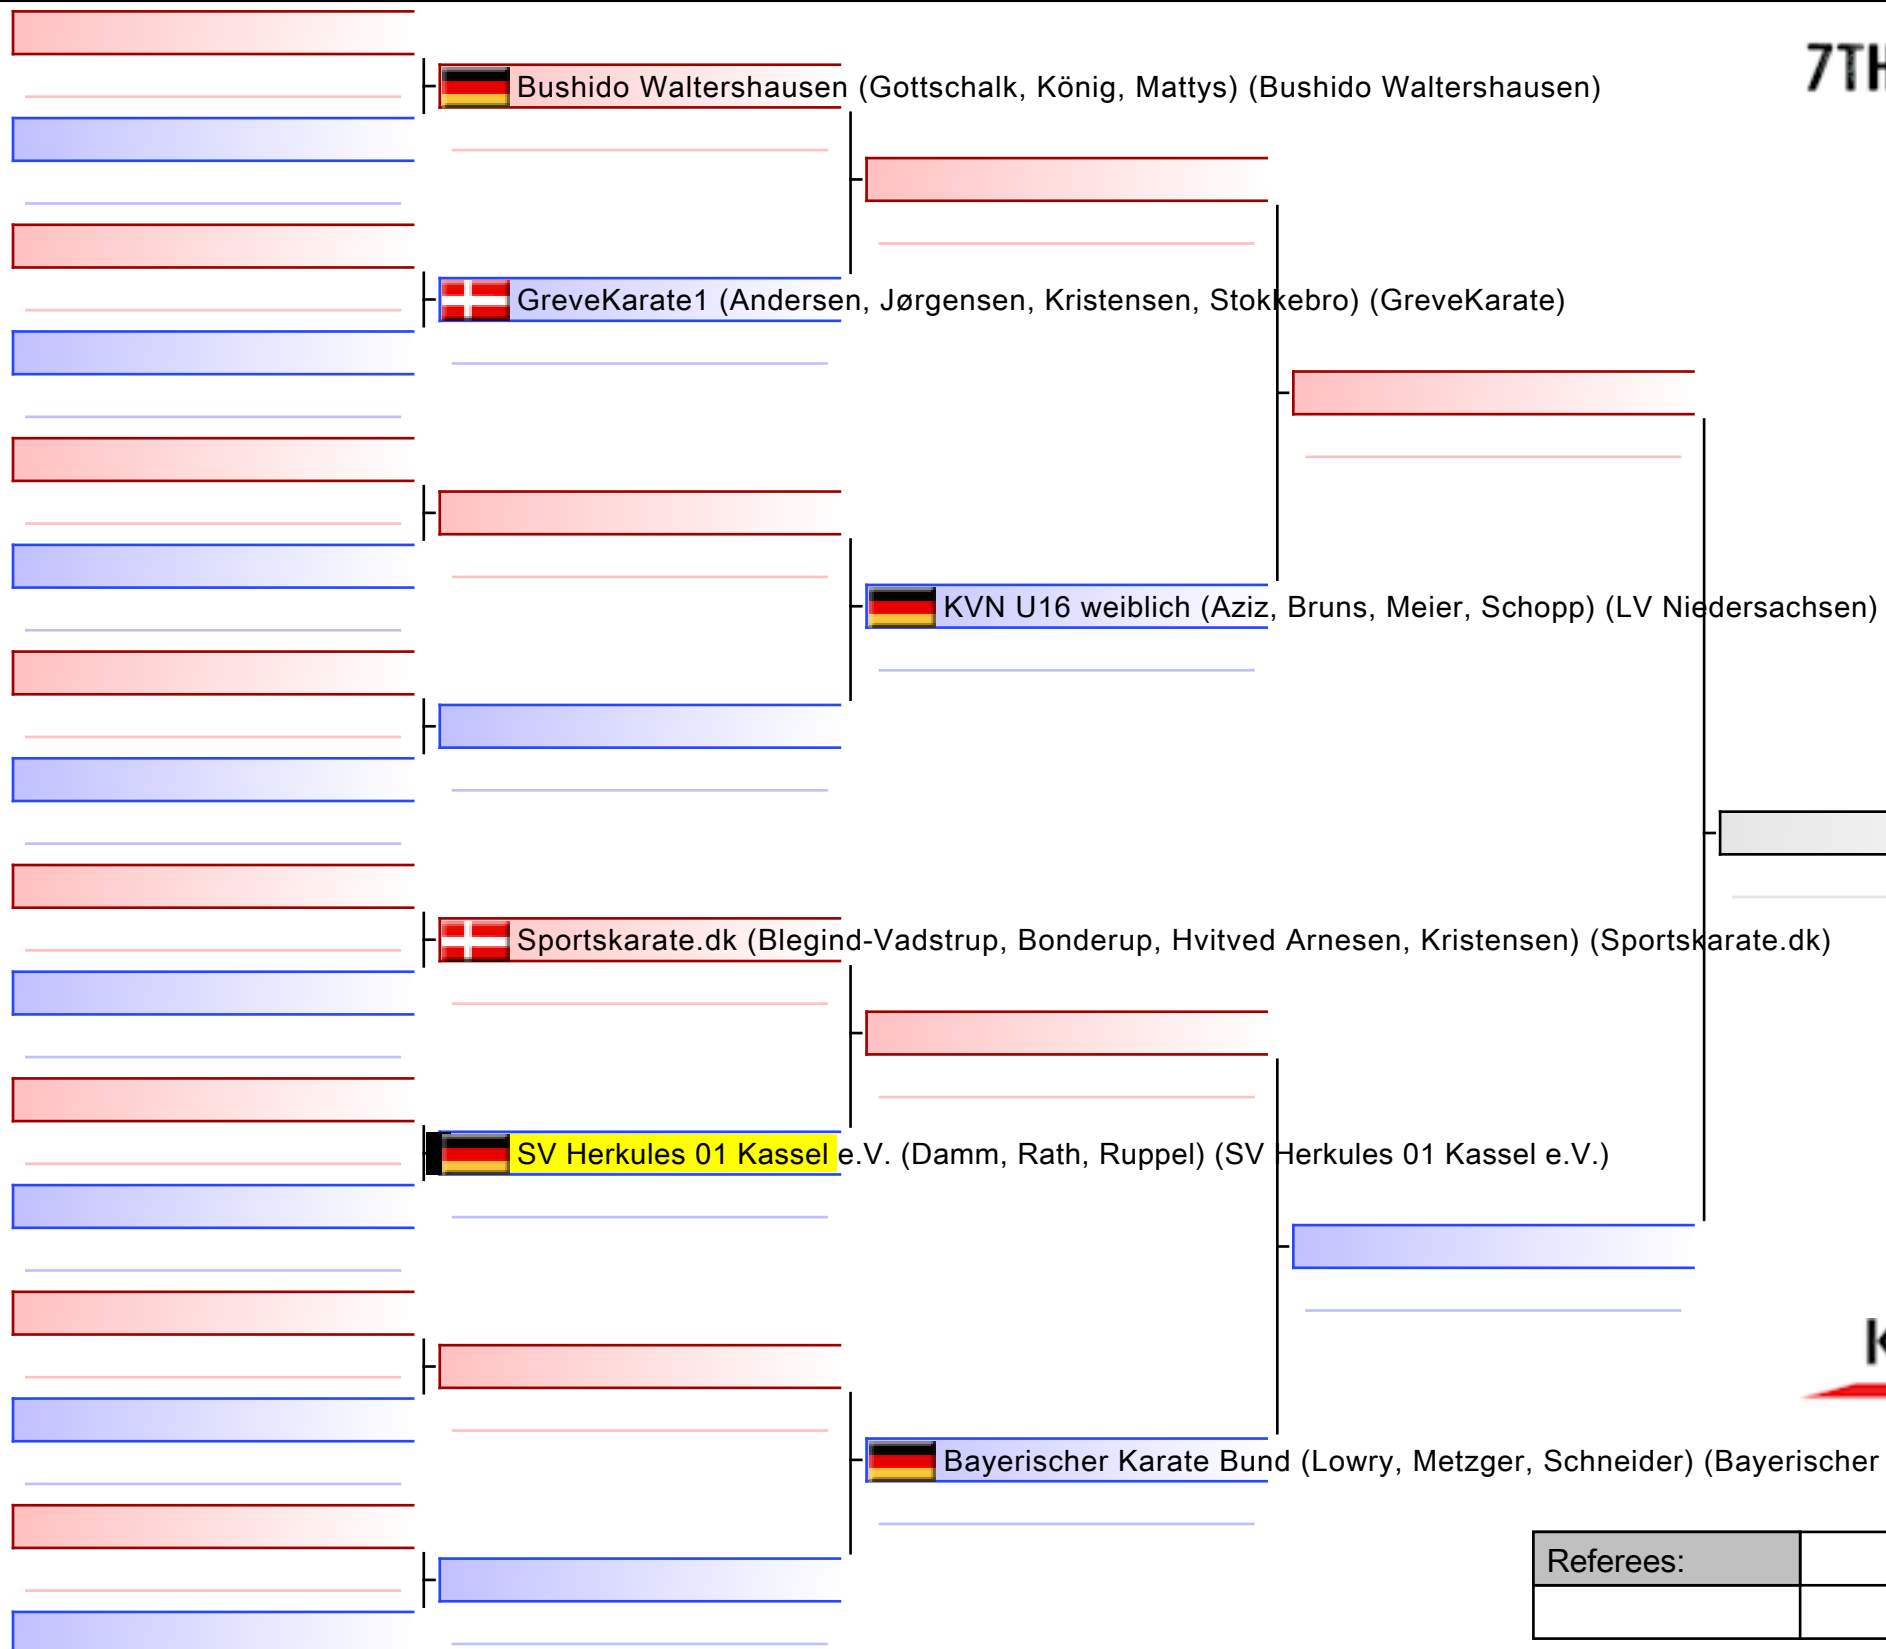 7TH
Bushido Waltershausen (Gottschalk, König, Mattys) (Bushido Waltershausen)
GreveKarate1 (Andersen, Jørgensen, Kristensen, Stokkebro) (GreveKarate)
KVN U16 weiblich (Aziz, Bruns, Meier, Schopp) (LV Niedersachsen)
Sportskarate.dk (Blegind-Vadstrup, Bonderup, Hvitved Arnesen, Kristensen) (Sportskarate.dk)
SV Herkules 01 Kassel e.V. (Damm, Rath, Ruppel) (SV Herkules 01 Kassel e.V.)
K
Bayerischer Karate Bund (Lowry, Metzger, Schneider) (Bayerischer
Referees: